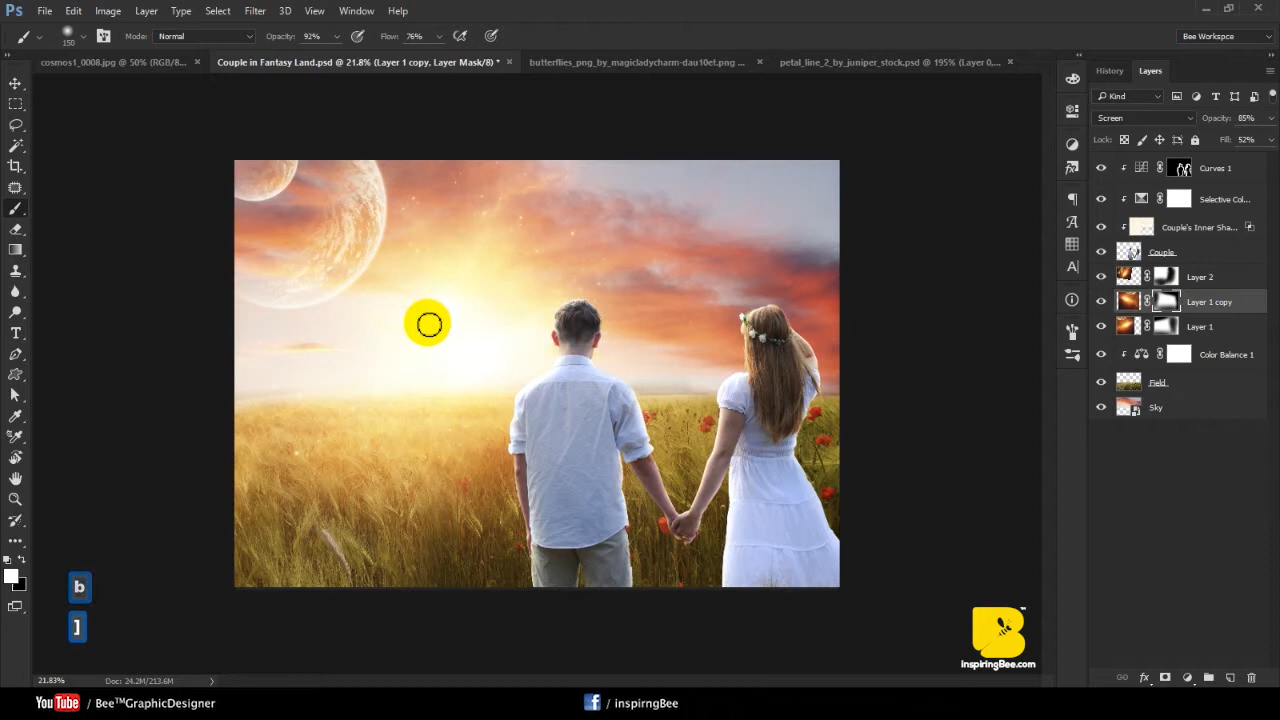 Ps File Edit Image Layer Type Select Filter 3D View Window Help
150 Mode: Normal Opacity: 92% Flow: 76% Bee Workspce
cosmos1_0008.jpg @ 50% (RGB/8... × Couple in Fantasy Land.psd @ 21.8% (Layer 1 copy, Layer Mask/8) * × butterflies_png_by_magicladycharm-dau10et.png ... × petal_line_2_by_juniper_stock.psd @ 195% (Layer 0,... ×
History Layers
Kind
Screen Opacity: 85%
Lock: Fill: 52%
Curves 1
Selective Col...
Couple's Inner Sha...
Couple
Layer 2
Layer 1 copy
Layer 1
Color Balance 1
Field
Sky
b
]
B™
inspiringBee.com
21.83% Doc: 24.2M/213.6M
YouTube / Bee™GraphicDesigner f / inspirngBee